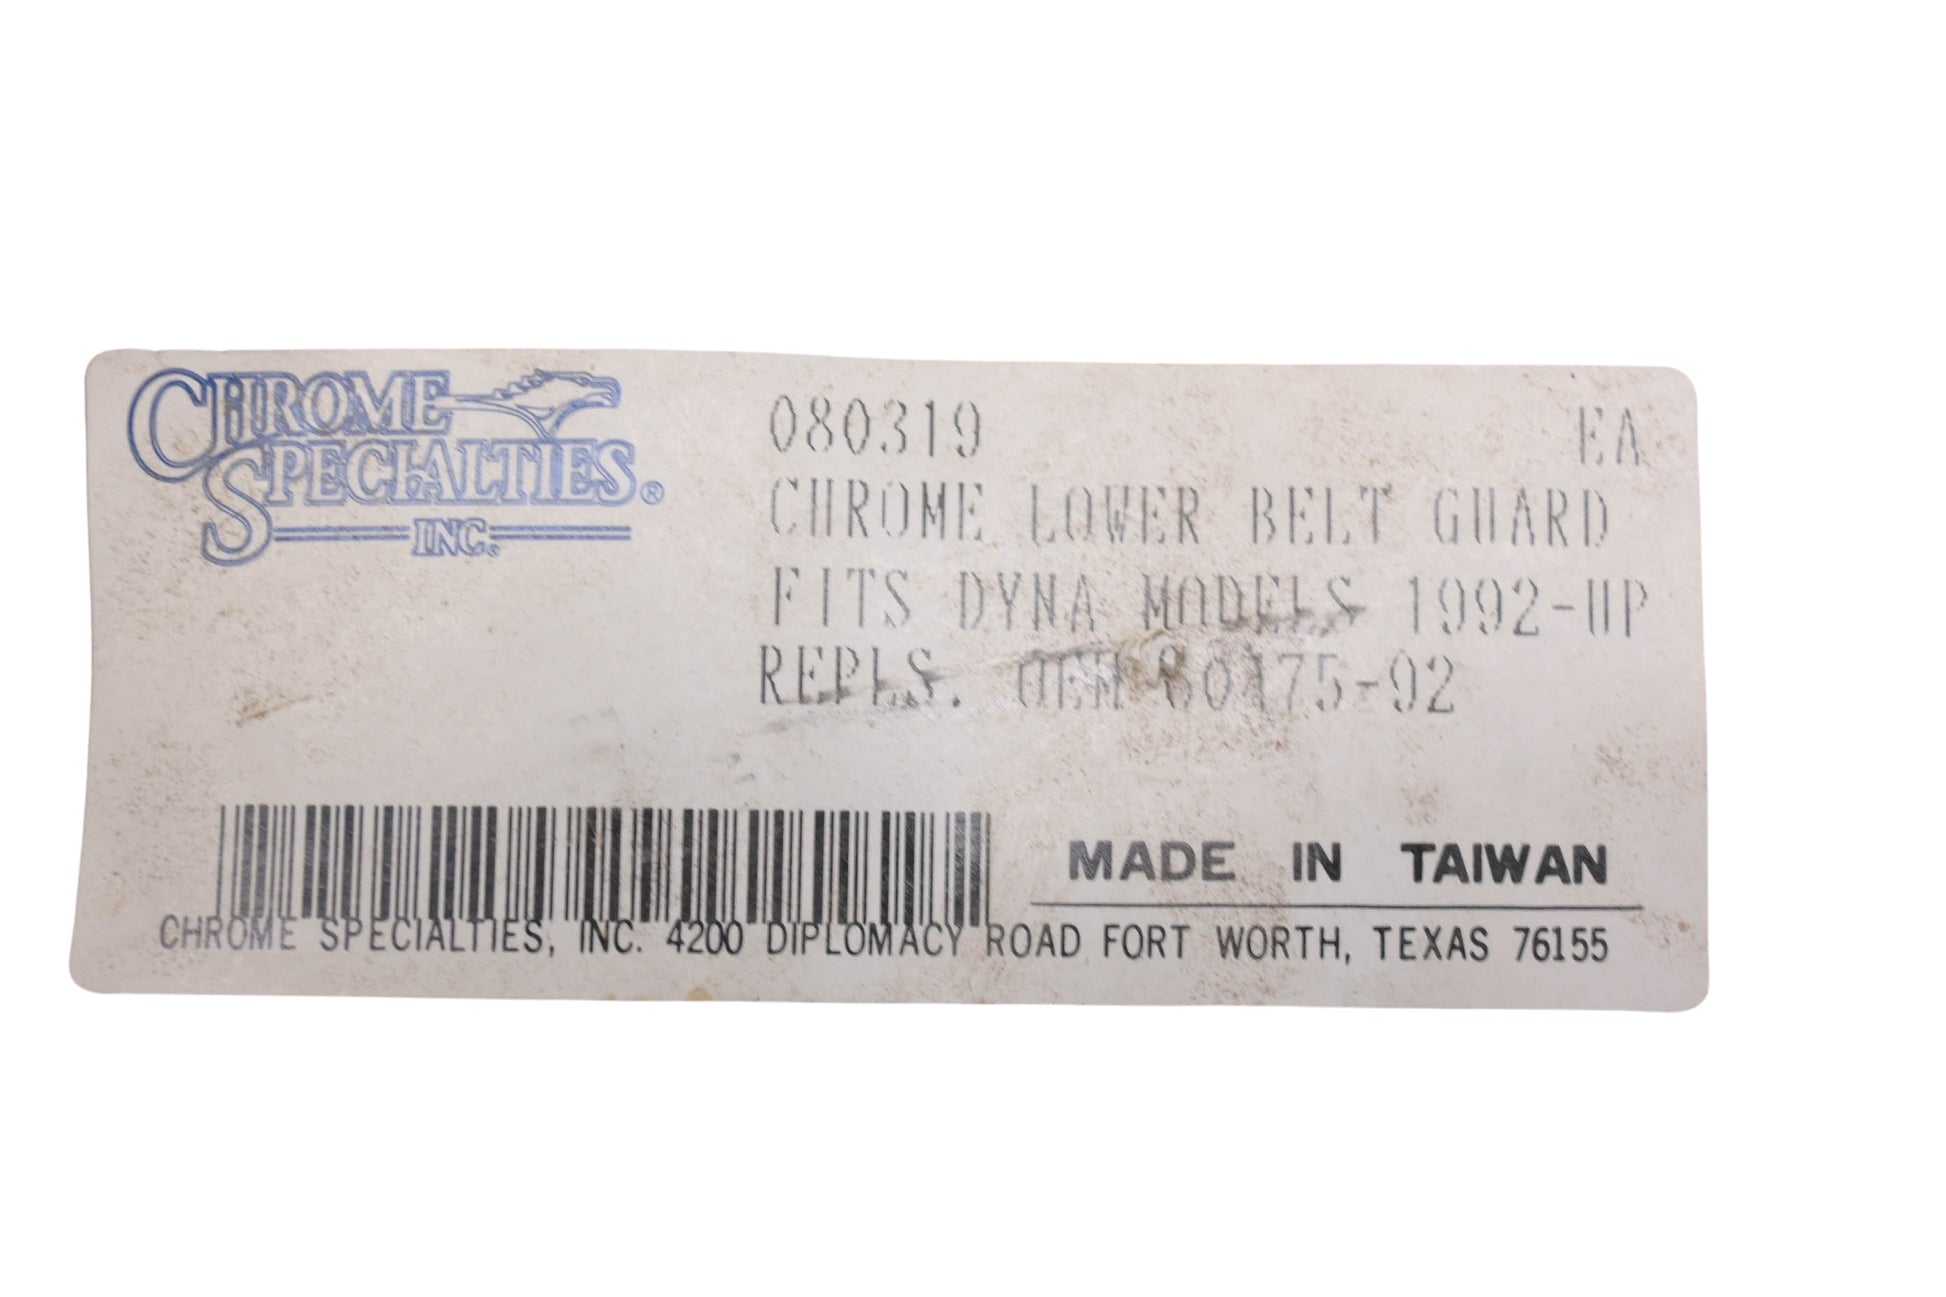 CHROME
SPECIALTIES®
INC.
080319 EA
CHROME LOWER BELT GUARD
FITS DYNA MODELS 1992-UP
REPLS. OEM 60475-92
MADE IN TAIWAN
CHROME SPECIALTIES, INC. 4200 DIPLOMACY ROAD FORT WORTH, TEXAS 76155